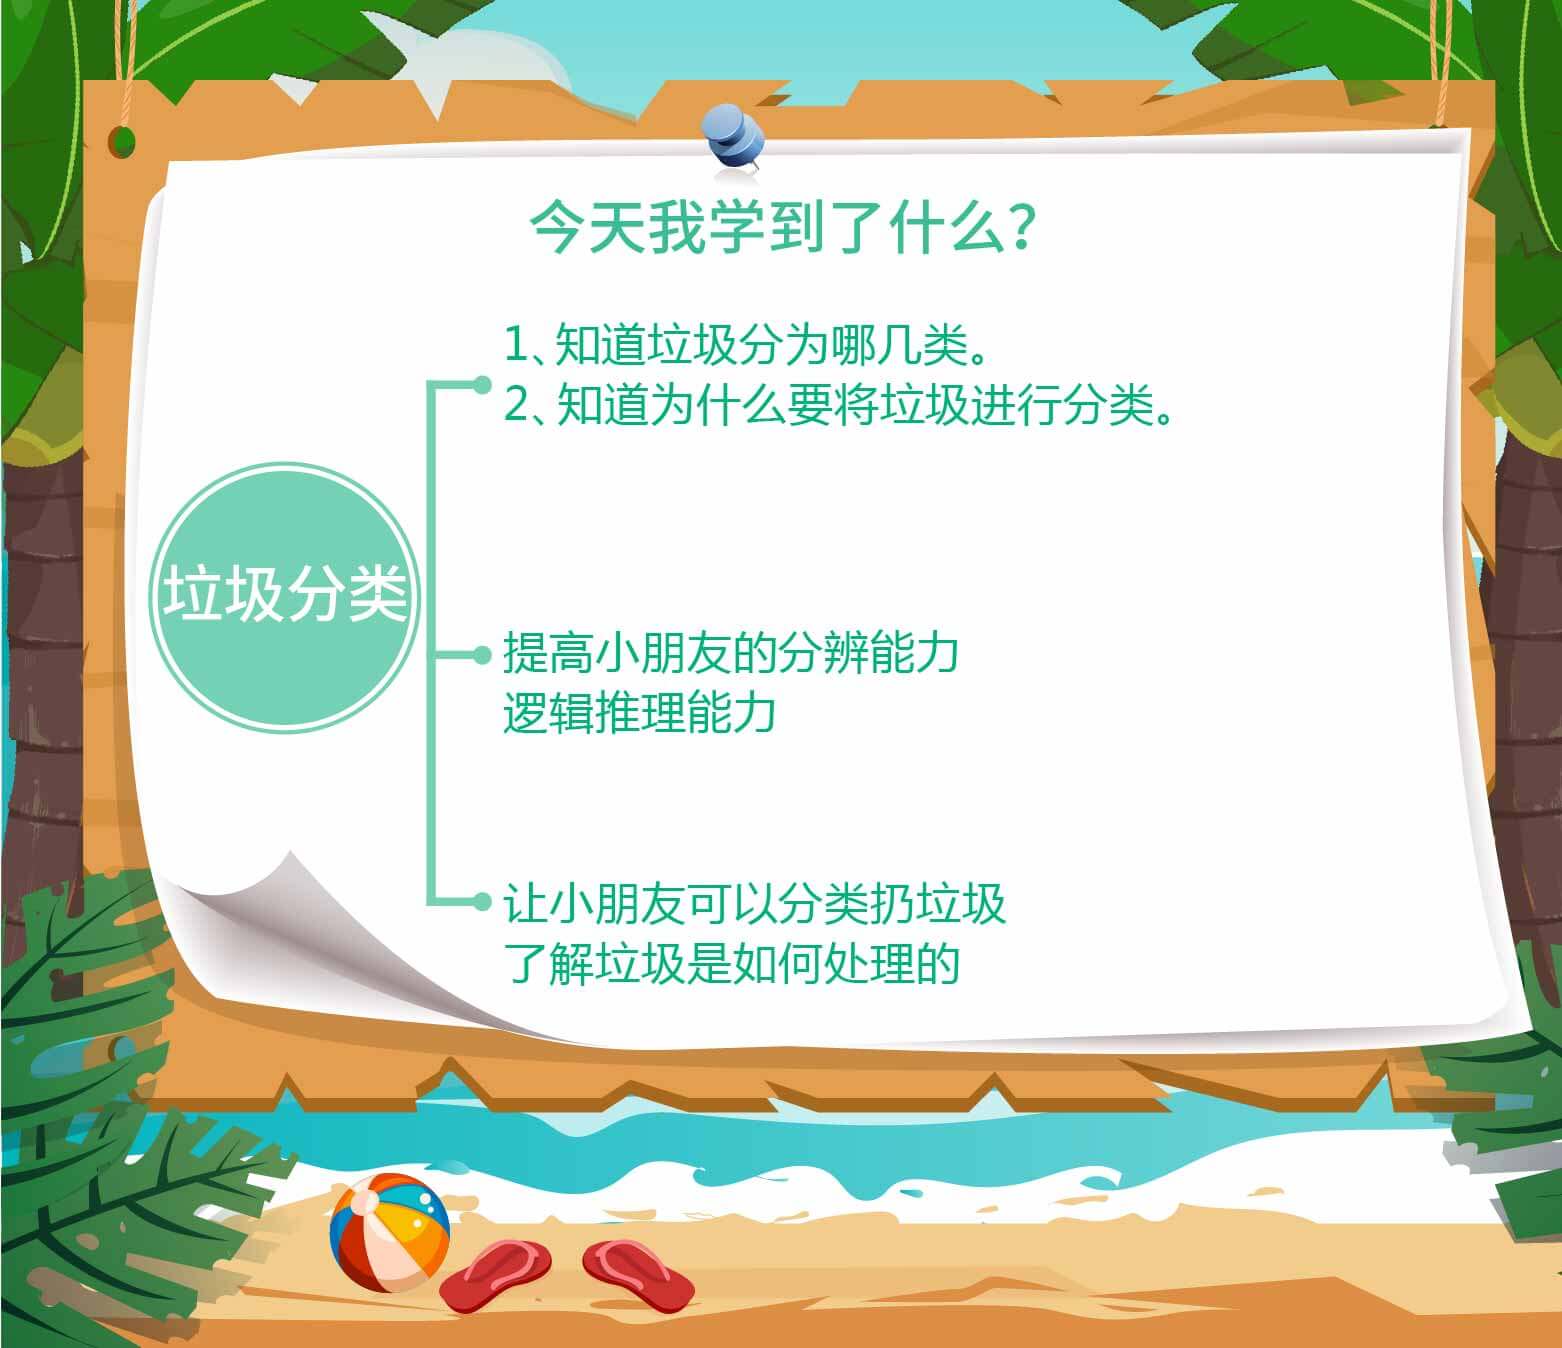 今天我学到了什么？
1、知道垃圾分为哪几类。
2、知道为什么要将垃圾进行分类。
垃圾分类
提高小朋友的分辨能力
逻辑推理能力
让小朋友可以分类扔垃圾
了解垃圾是如何处理的